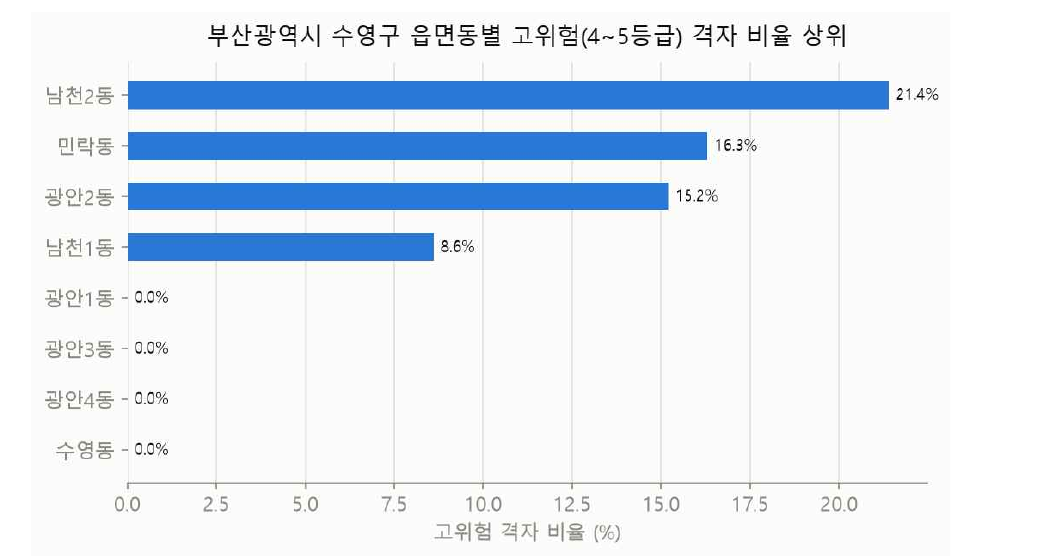 부산광역시 수영구 읍면동별 고위험(4~5등급) 격자 비율 상위
남천2동 21.4%
민락동 16.3%
광안2동 15.2%
남천1동 8.6%
광안1동 0.0%
광안3동 0.0%
광안4동 0.0%
수영동 0.0%
0.0 2.5 5.0 7.5 10.0 12.5 15.0 17.5 20.0
고위험 격자 비율 (%)